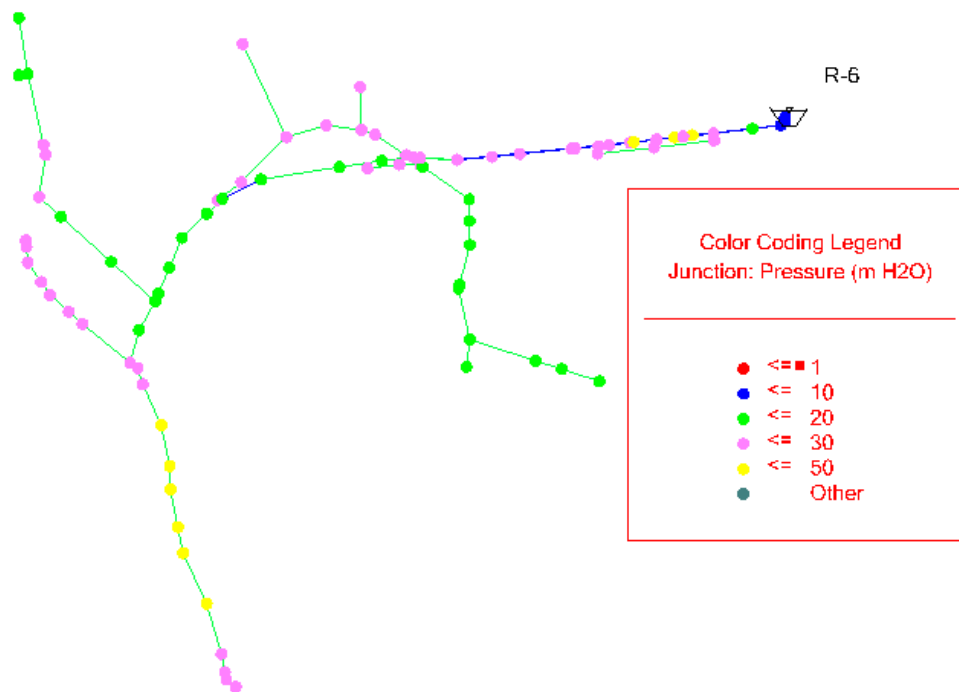 R-6
Color Coding Legend
Junction: Pressure (m H2O)
<= 1
<= 10
<= 20
<= 30
<= 50
Other